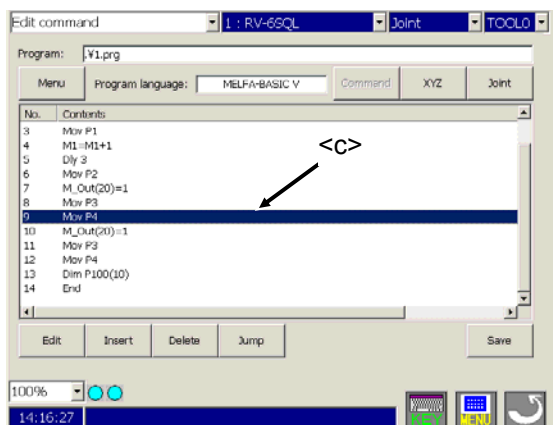 Edit command 1 : RV-6SQL Joint TOOL0
Program: .¥1.prg
Menu Program language: MELFA-BASIC V Command XYZ Joint
No. Contents
3 Mov P1
4 M1=M1+1
5 Dly 3
6 Mov P2
7 M_Out(20)=1
8 Mov P3
9 Mov P4
10 M_Out(20)=1
11 Mov P3
12 Mov P4
13 Dim P100(10)
14 End
<c>
Edit Insert Delete Jump Save
100%
14:16:27
KEY MENU